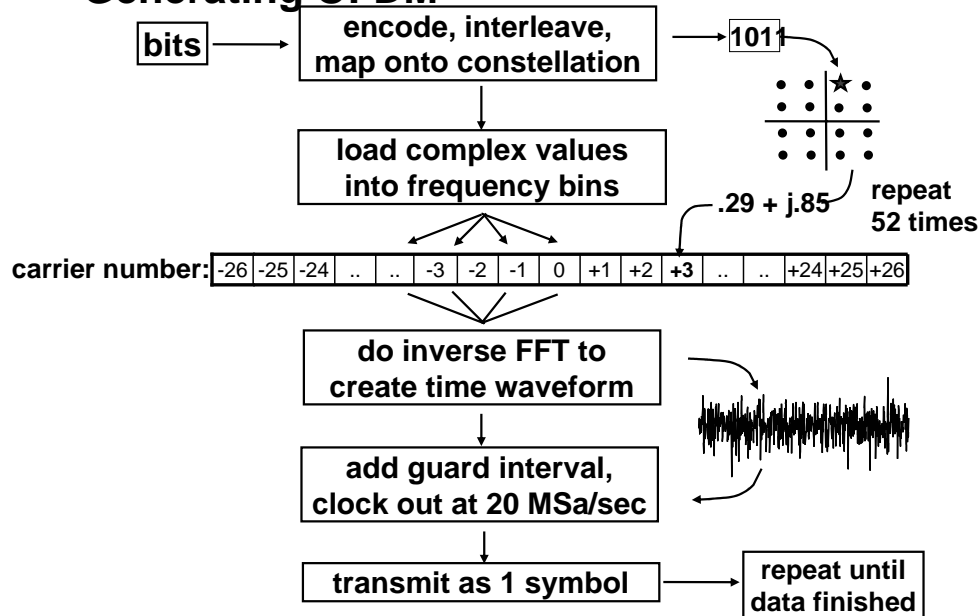 bits
encode, interleave,
map onto constellation
1011
load complex values
into frequency bins
.29 + j.85
repeat
52 times
carrier number: -26 -25 -24 .. .. -3 -2 -1 0 +1 +2 +3 .. .. +24 +25 +26
do inverse FFT to
create time waveform
add guard interval,
clock out at 20 MSa/sec
transmit as 1 symbol
repeat until
data finished